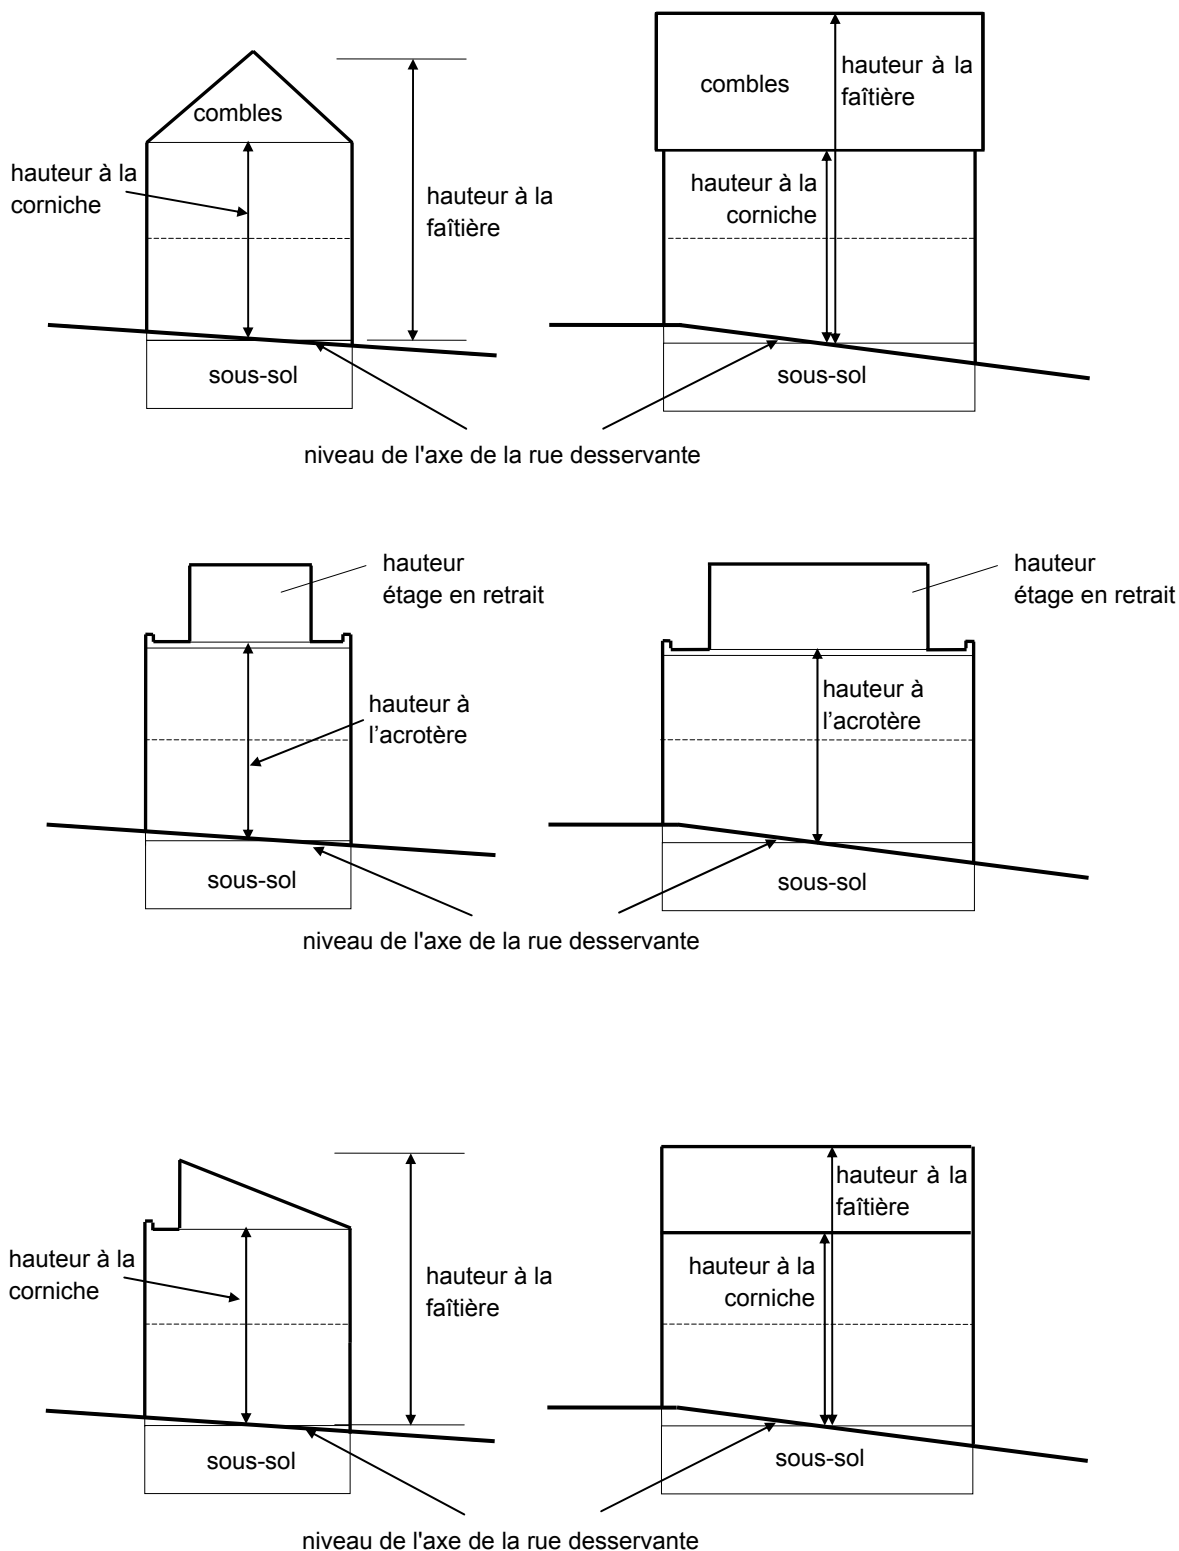 combles
hauteur à la
corniche
hauteur à la
faîtière
sous-sol
combles
hauteur à la
faîtière
hauteur à la
corniche
sous-sol
niveau de l'axe de la rue desservante
hauteur
étage en retrait
hauteur à
l’acrotère
sous-sol
hauteur
étage en retrait
hauteur à
l’acrotère
sous-sol
niveau de l'axe de la rue desservante
hauteur à la
corniche
hauteur à la
faîtière
sous-sol
hauteur à la
faîtière
hauteur à la
corniche
sous-sol
niveau de l'axe de la rue desservante